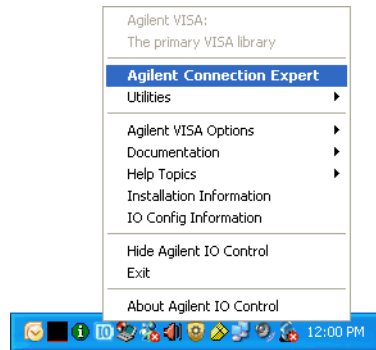 Agilent VISA:
The primary VISA library
Agilent Connection Expert
Utilities
Agilent VISA Options
Documentation
Help Topics
Installation Information
IO Config Information
Hide Agilent IO Control
Exit
About Agilent IO Control
IO
12:00 PM